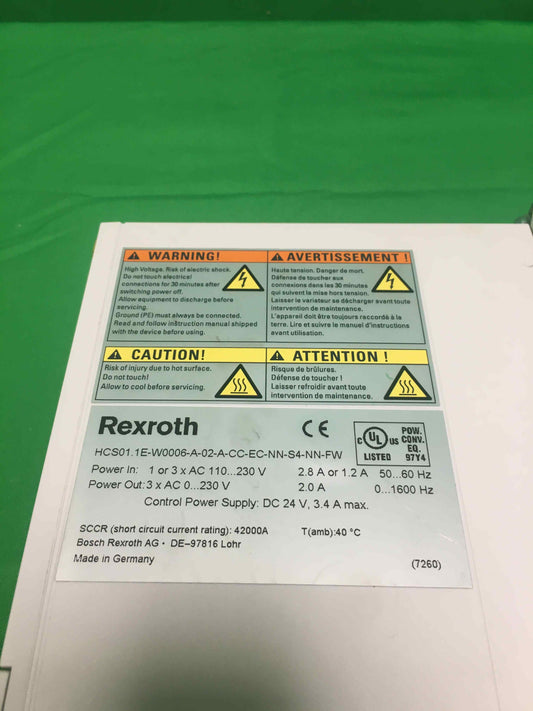 WARNING!
High Voltage. Risk of electric shock.
Do not touch electrical
connections for 30 minutes after
switching power off.
Allow equipment to discharge before
servicing.
Ground (PE) must always be connected.
Read and follow instruction manual shipped
with the device before using.
AVERTISSEMENT !
Haute tension. Danger de mort.
Défense de toucher aux
connexions dans les 30 minutes
qui suivent la mise hors tension.
Laisser le variateur se décharger avant toute
intervention de maintenance.
L'appareil doit être toujours raccordé à la
terre. Lire et suivre le manuel d'instructions
avant utilisation.
CAUTION!
Risk of injury due to hot surface.
Do not touch!
Allow to cool before servicing.
ATTENTION !
Risque de brûlures.
Défense de toucher !
Laisser refroidir avant toute
intervention de maintenance.
Rexroth
CE
C UL US
LISTED
POW.
CONV.
EQ.
97Y4
HCS01.1E-W0006-A-02-A-CC-EC-NN-S4-NN-FW
Power In: 1 or 3 x AC 110...230 V 2.8 A or 1.2 A 50...60 Hz
Power Out: 3 x AC 0...230 V 2.0 A 0...1600 Hz
Control Power Supply: DC 24 V, 3.4 A max.
SCCR (short circuit current rating): 42000A T(amb):40 °C
Bosch Rexroth AG • DE-97816 Lohr
Made in Germany (7260)